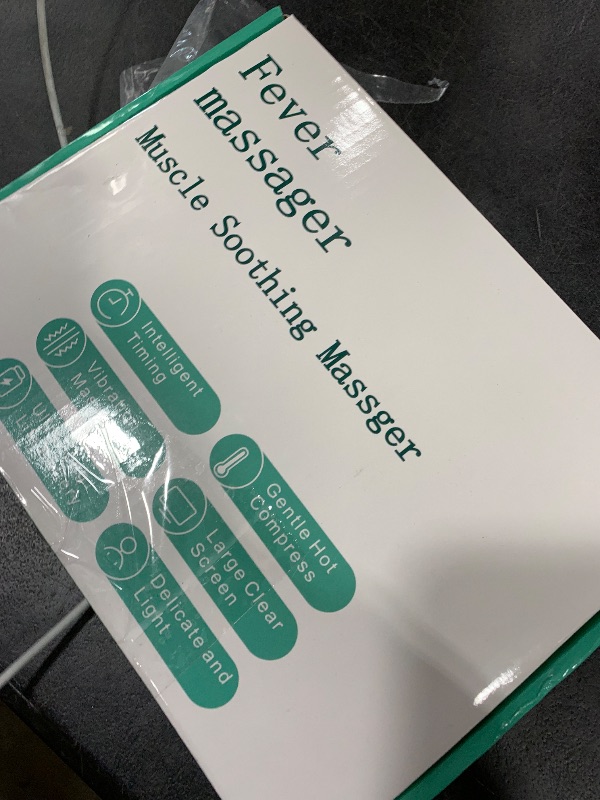 Fever
massager
Muscle Soothing Massger
Intelligent
Timing
Gentle Hot
Compress
Large Clear
Screen
Delicate and
Light